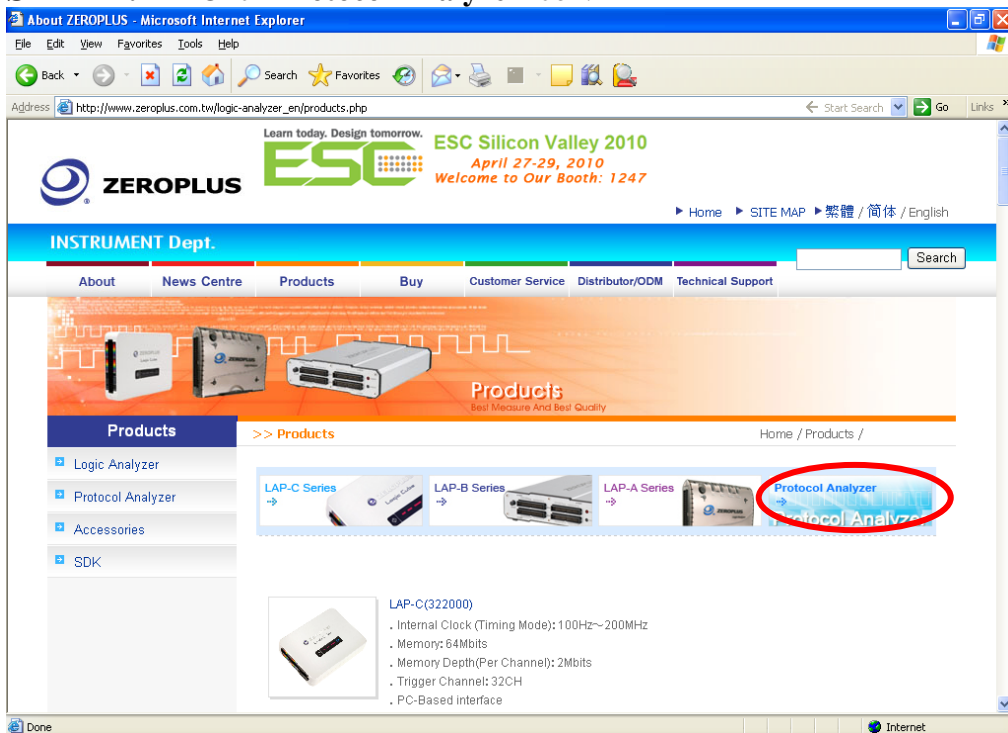 About ZEROPLUS - Microsoft Internet Explorer
File Edit View Favorites Tools Help
Back Search Favorites
Address http://www.zeroplus.com.tw/logic-analyzer_en/products.php Start Search Go Links
Learn today. Design tomorrow.
ESC
ESC Silicon Valley 2010
April 27-29, 2010
Welcome to Our Booth: 1247
ZEROPLUS
Home SITE MAP 繁體 / 简体 / English
INSTRUMENT Dept.
Search
About News Centre Products Buy Customer Service Distributor/ODM Technical Support
Products
Best Measure And Best Quality
Products
>> Products
Home / Products /
Logic Analyzer
Protocol Analyzer
Accessories
SDK
LAP-C Series
LAP-B Series
LAP-A Series
Protocol Analyzer
Protocol Analyzer
LAP-C(322000)
. Internal Clock (Timing Mode): 100Hz~200MHz
. Memory: 64Mbits
. Memory Depth(Per Channel): 2Mbits
. Trigger Channel: 32CH
. PC-Based interface
Done
Internet